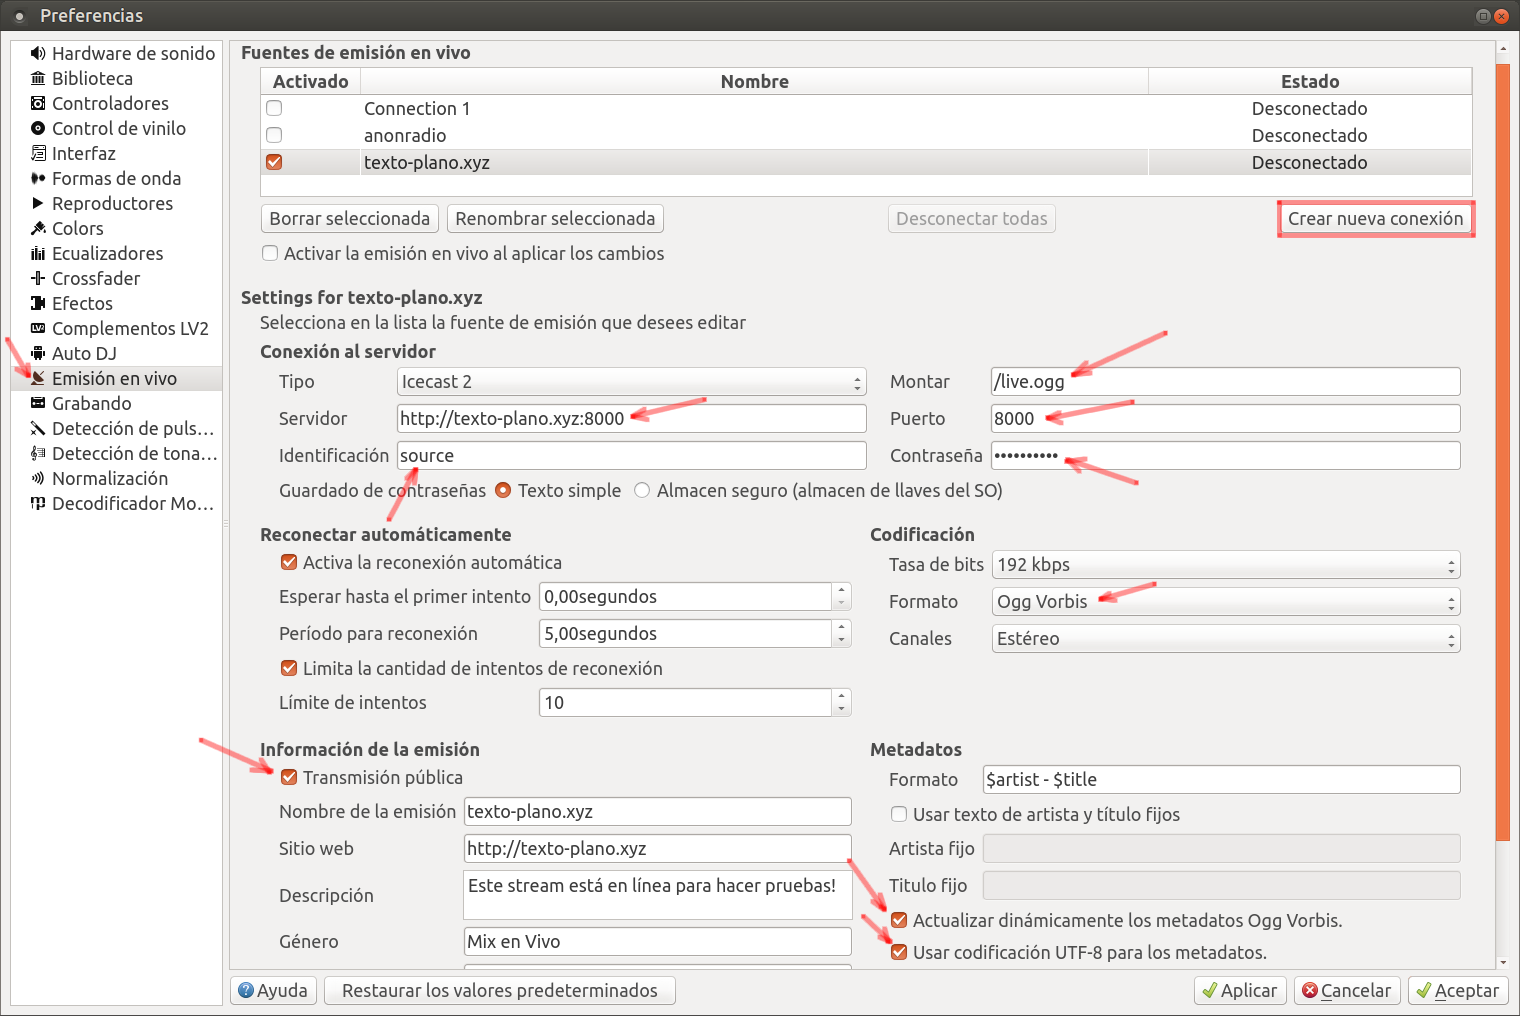 Preferencias
Hardware de sonido
Biblioteca
Controladores
Control de vinilo
Interfaz
Formas de onda
Reproductores
Colors
Ecualizadores
Crossfader
Efectos
Complementos LV2
Auto DJ
Emisión en vivo
Grabando
Detección de puls...
Detección de tona...
Normalización
Decodificador Mo...
Fuentes de emisión en vivo
Activado Nombre Estado
Connection 1 Desconectado
anonradio Desconectado
texto-plano.xyz Desconectado
Borrar seleccionada Renombrar seleccionada Desconectar todas Crear nueva conexión
Activar la emisión en vivo al aplicar los cambios
Settings for texto-plano.xyz
Selecciona en la lista la fuente de emisión que desees editar
Conexión al servidor
Tipo Icecast 2 Montar /live.ogg
Servidor http://texto-plano.xyz:8000 Puerto 8000
Identificación source Contraseña ••••••••••
Guardado de contraseñas Texto simple Almacen seguro (almacen de llaves del SO)
Reconectar automáticamente
Activa la reconexión automática
Esperar hasta el primer intento 0,00segundos
Período para reconexión 5,00segundos
Limita la cantidad de intentos de reconexión
Límite de intentos 10
Codificación
Tasa de bits 192 kbps
Formato Ogg Vorbis
Canales Estéreo
Información de la emisión
Transmisión pública
Nombre de la emisión texto-plano.xyz
Sitio web http://texto-plano.xyz
Descripción Este stream está en línea para hacer pruebas!
Género Mix en Vivo
Metadatos
Formato $artist - $title
Usar texto de artista y título fijos
Artista fijo
Titulo fijo
Actualizar dinámicamente los metadatos Ogg Vorbis.
Usar codificación UTF-8 para los metadatos.
Ayuda Restaurar los valores predeterminados Aplicar Cancelar Aceptar